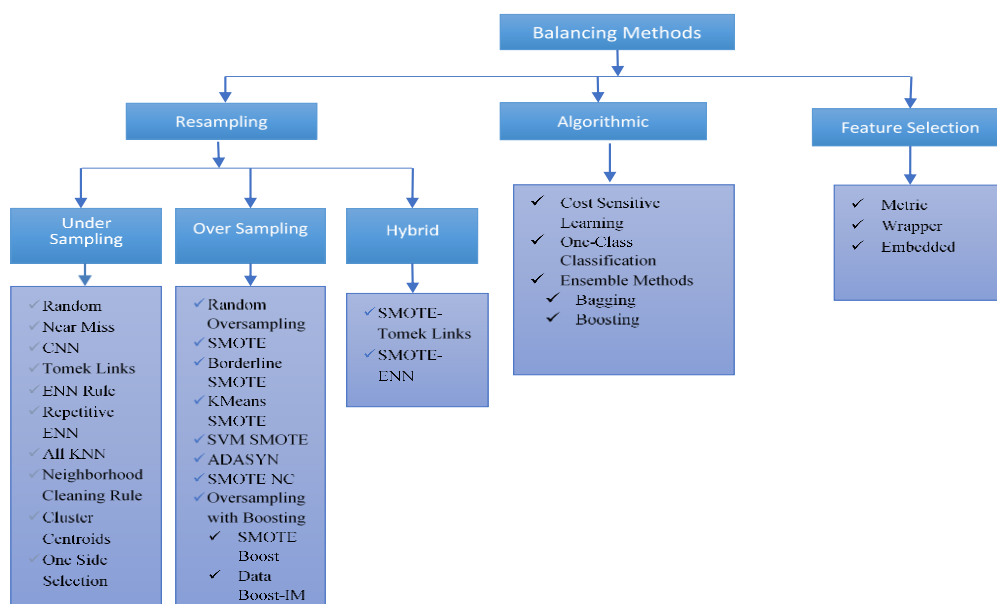 Balancing Methods
Resampling
Algorithmic
Feature Selection
Under
Sampling
Over Sampling
Hybrid
Random
Near Miss
CNN
Tomek Links
ENN Rule
Repetitive
ENN
All KNN
Neighborhood
Cleaning Rule
Cluster
Centroids
One Side
Selection
Random
Oversampling
SMOTE
Borderline
SMOTE
KMeans
SMOTE
SVM SMOTE
ADASYN
SMOTE NC
Oversampling
with Boosting
SMOTE
Boost
Data
Boost-IM
SMOTE-
Tomek Links
SMOTE-
ENN
Cost Sensitive
Learning
One-Class
Classification
Ensemble Methods
Bagging
Boosting
Metric
Wrapper
Embedded